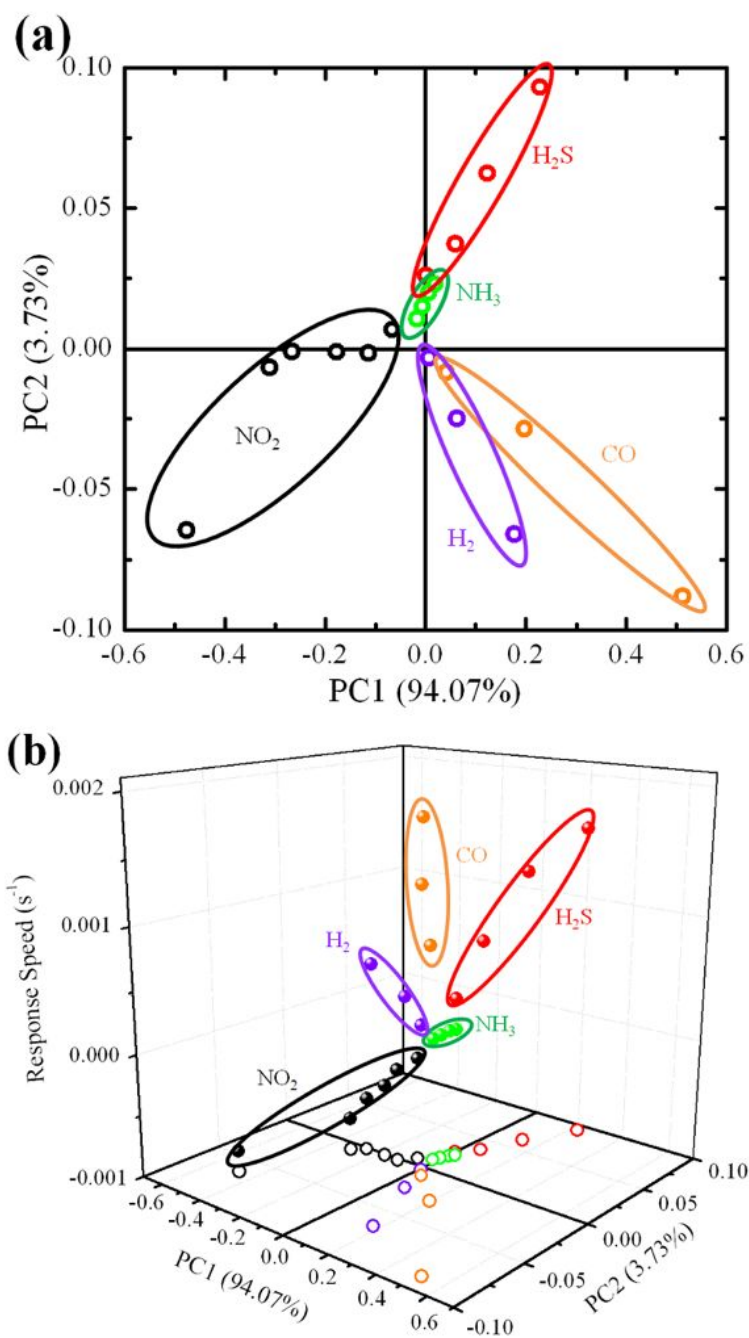 (a)
0.10
0.05
0.00
-0.05
-0.10
PC2 (3.73%)
H₂S
NH₃
NO₂
CO
H₂
-0.6
-0.4
-0.2
0.0
0.2
0.4
0.6
PC1 (94.07%)
(b)
0.002
0.001
0.000
-0.001
Response Speed (s⁻¹)
CO
H₂S
H₂
NH₃
NO₂
-0.6
-0.4
-0.2
0.0
0.2
0.4
0.6
PC1 (94.07%)
-0.10
-0.05
0.00
0.05
0.10
PC2 (3.73%)